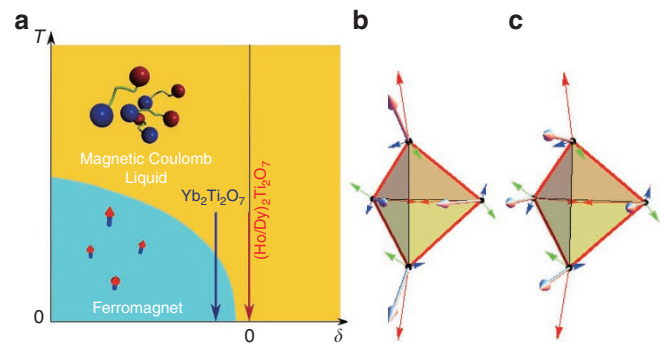 a
b
c
T
Magnetic Coulomb
Liquid
Yb₂Ti₂O₇
(Ho/Dy)₂Ti₂O₇
Ferromagnet
0
0
δ